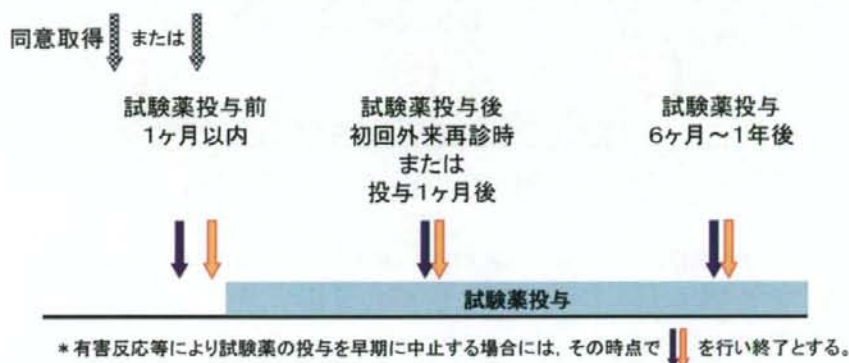 同意取得 または
試験薬投与前
1ヶ月以内
試験薬投与後
初回外来再診時
または
投与1ヶ月後
試験薬投与
6ヶ月～1年後
試験薬投与
*有害反応等により試験薬の投与を早期に中止する場合には, その時点で を行い終了とする。